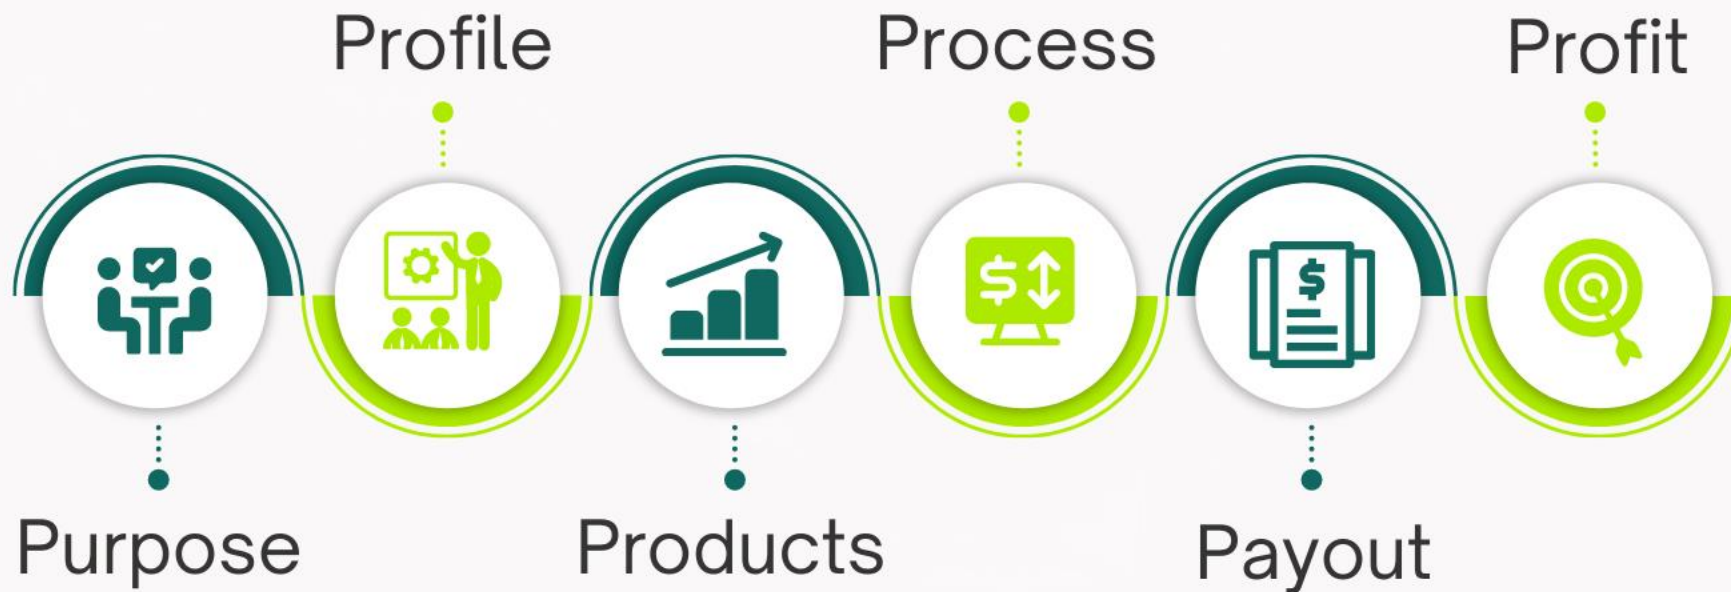 Profile
Process
Profit
$
$
Purpose
Products
Payout